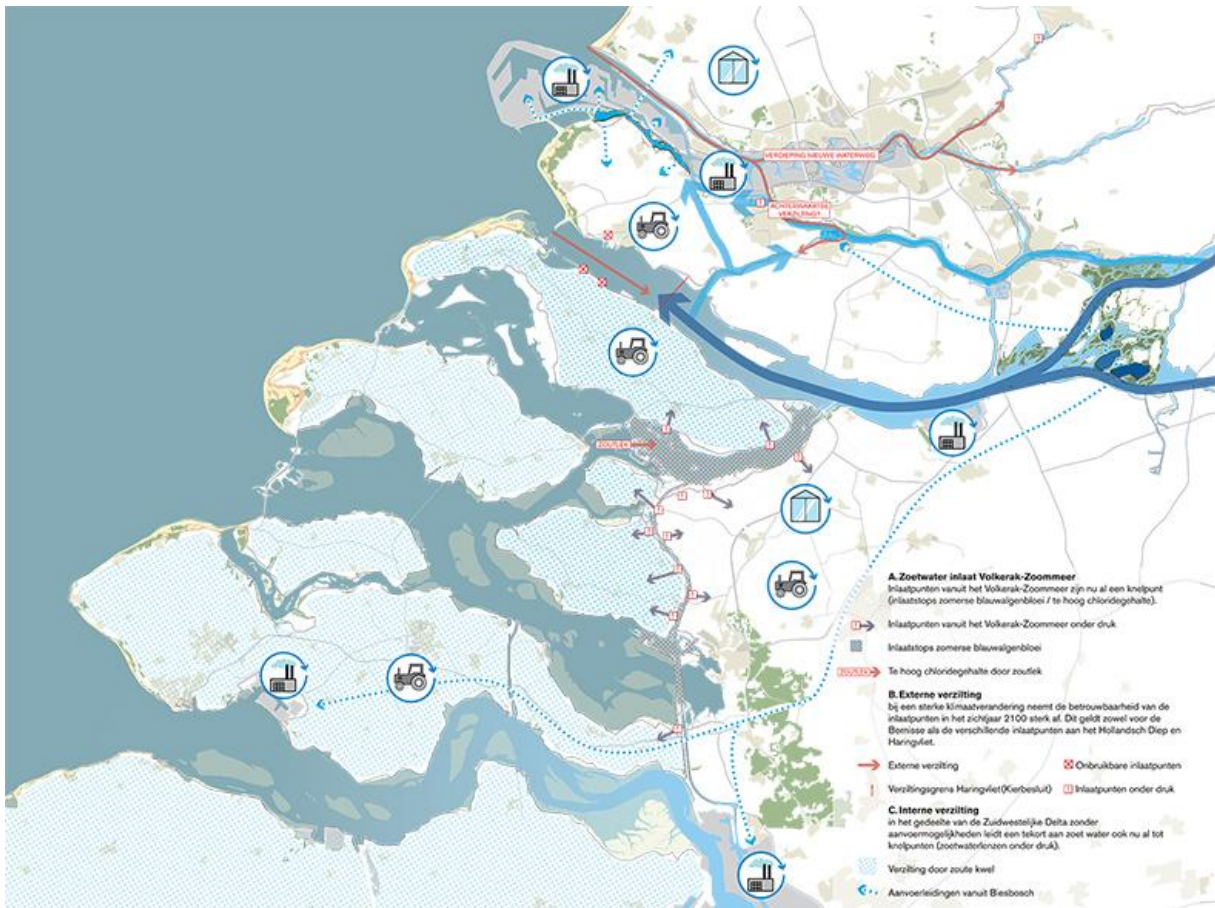 VERDIEPING NIEUWE WATERWEG
ACHTERWAARTSE
VERZILTING?
ZOUTLEK
A. Zoetwater inlaat Volkerak-Zoommeer
Inlaatpunten vanuit het Volkerak-Zoommeer zijn nu al een knelpunt
(inlaatstops zomerse blauwalgenbloei / te hoog chloridegehalte).
Inlaatpunten vanuit het Volkerak-Zoommeer onder druk
Inlaatstops zomerse blauwalgenbloei
ZOUTLEK Te hoog chloridegehalte door zoutlek
B. Externe verzilting
bij een sterke klimaatverandering neemt de betrouwbaarheid van de
inlaatpunten in het zichtjaar 2100 sterk af. Dit geldt zowel voor de
Bernisse als de verschillende inlaatpunten aan het Hollandsch Diep en
Haringvliet.
Externe verzilting Onbruikbare inlaatpunten
Verziltingsgrens Haringvliet (Kierbesluit) Inlaatpunten onder druk
C. Interne verzilting
in het gedeelte van de Zuidwestelijke Delta zonder
aanvoermogelijkheden leidt een tekort aan zoet water ook nu al tot
knelpunten (zoetwaterlenzen onder druk).
Verzilting door zoute kwel
Aanvoerleidingen vanuit Biesbosch